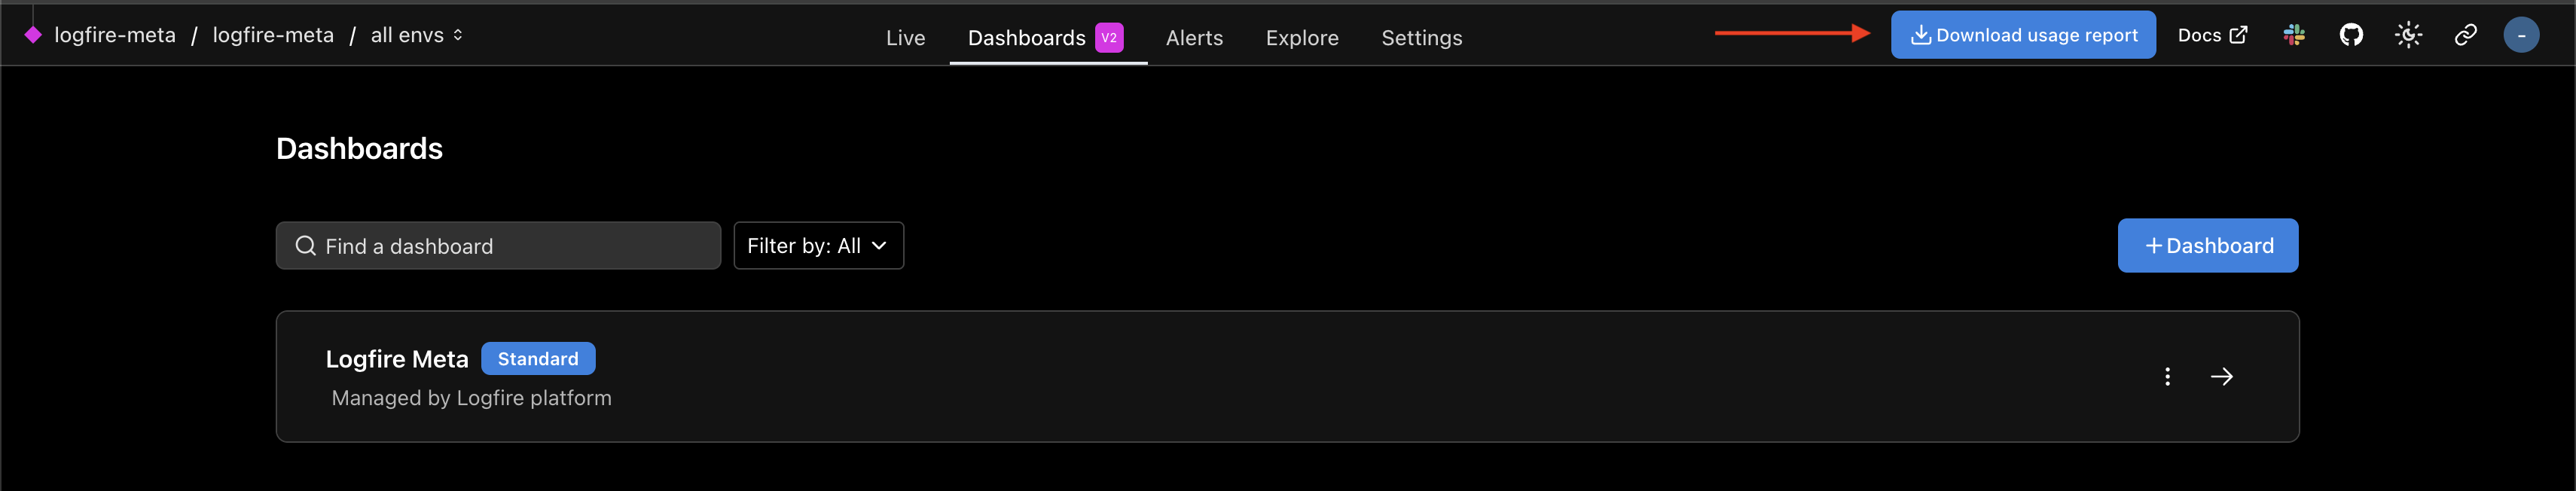 logfire-meta / logfire-meta / all envs
Live Dashboards V2 Alerts Explore Settings
Download usage report Docs -
Dashboards
Find a dashboard Filter by: All +Dashboard
Logfire Meta Standard
Managed by Logfire platform